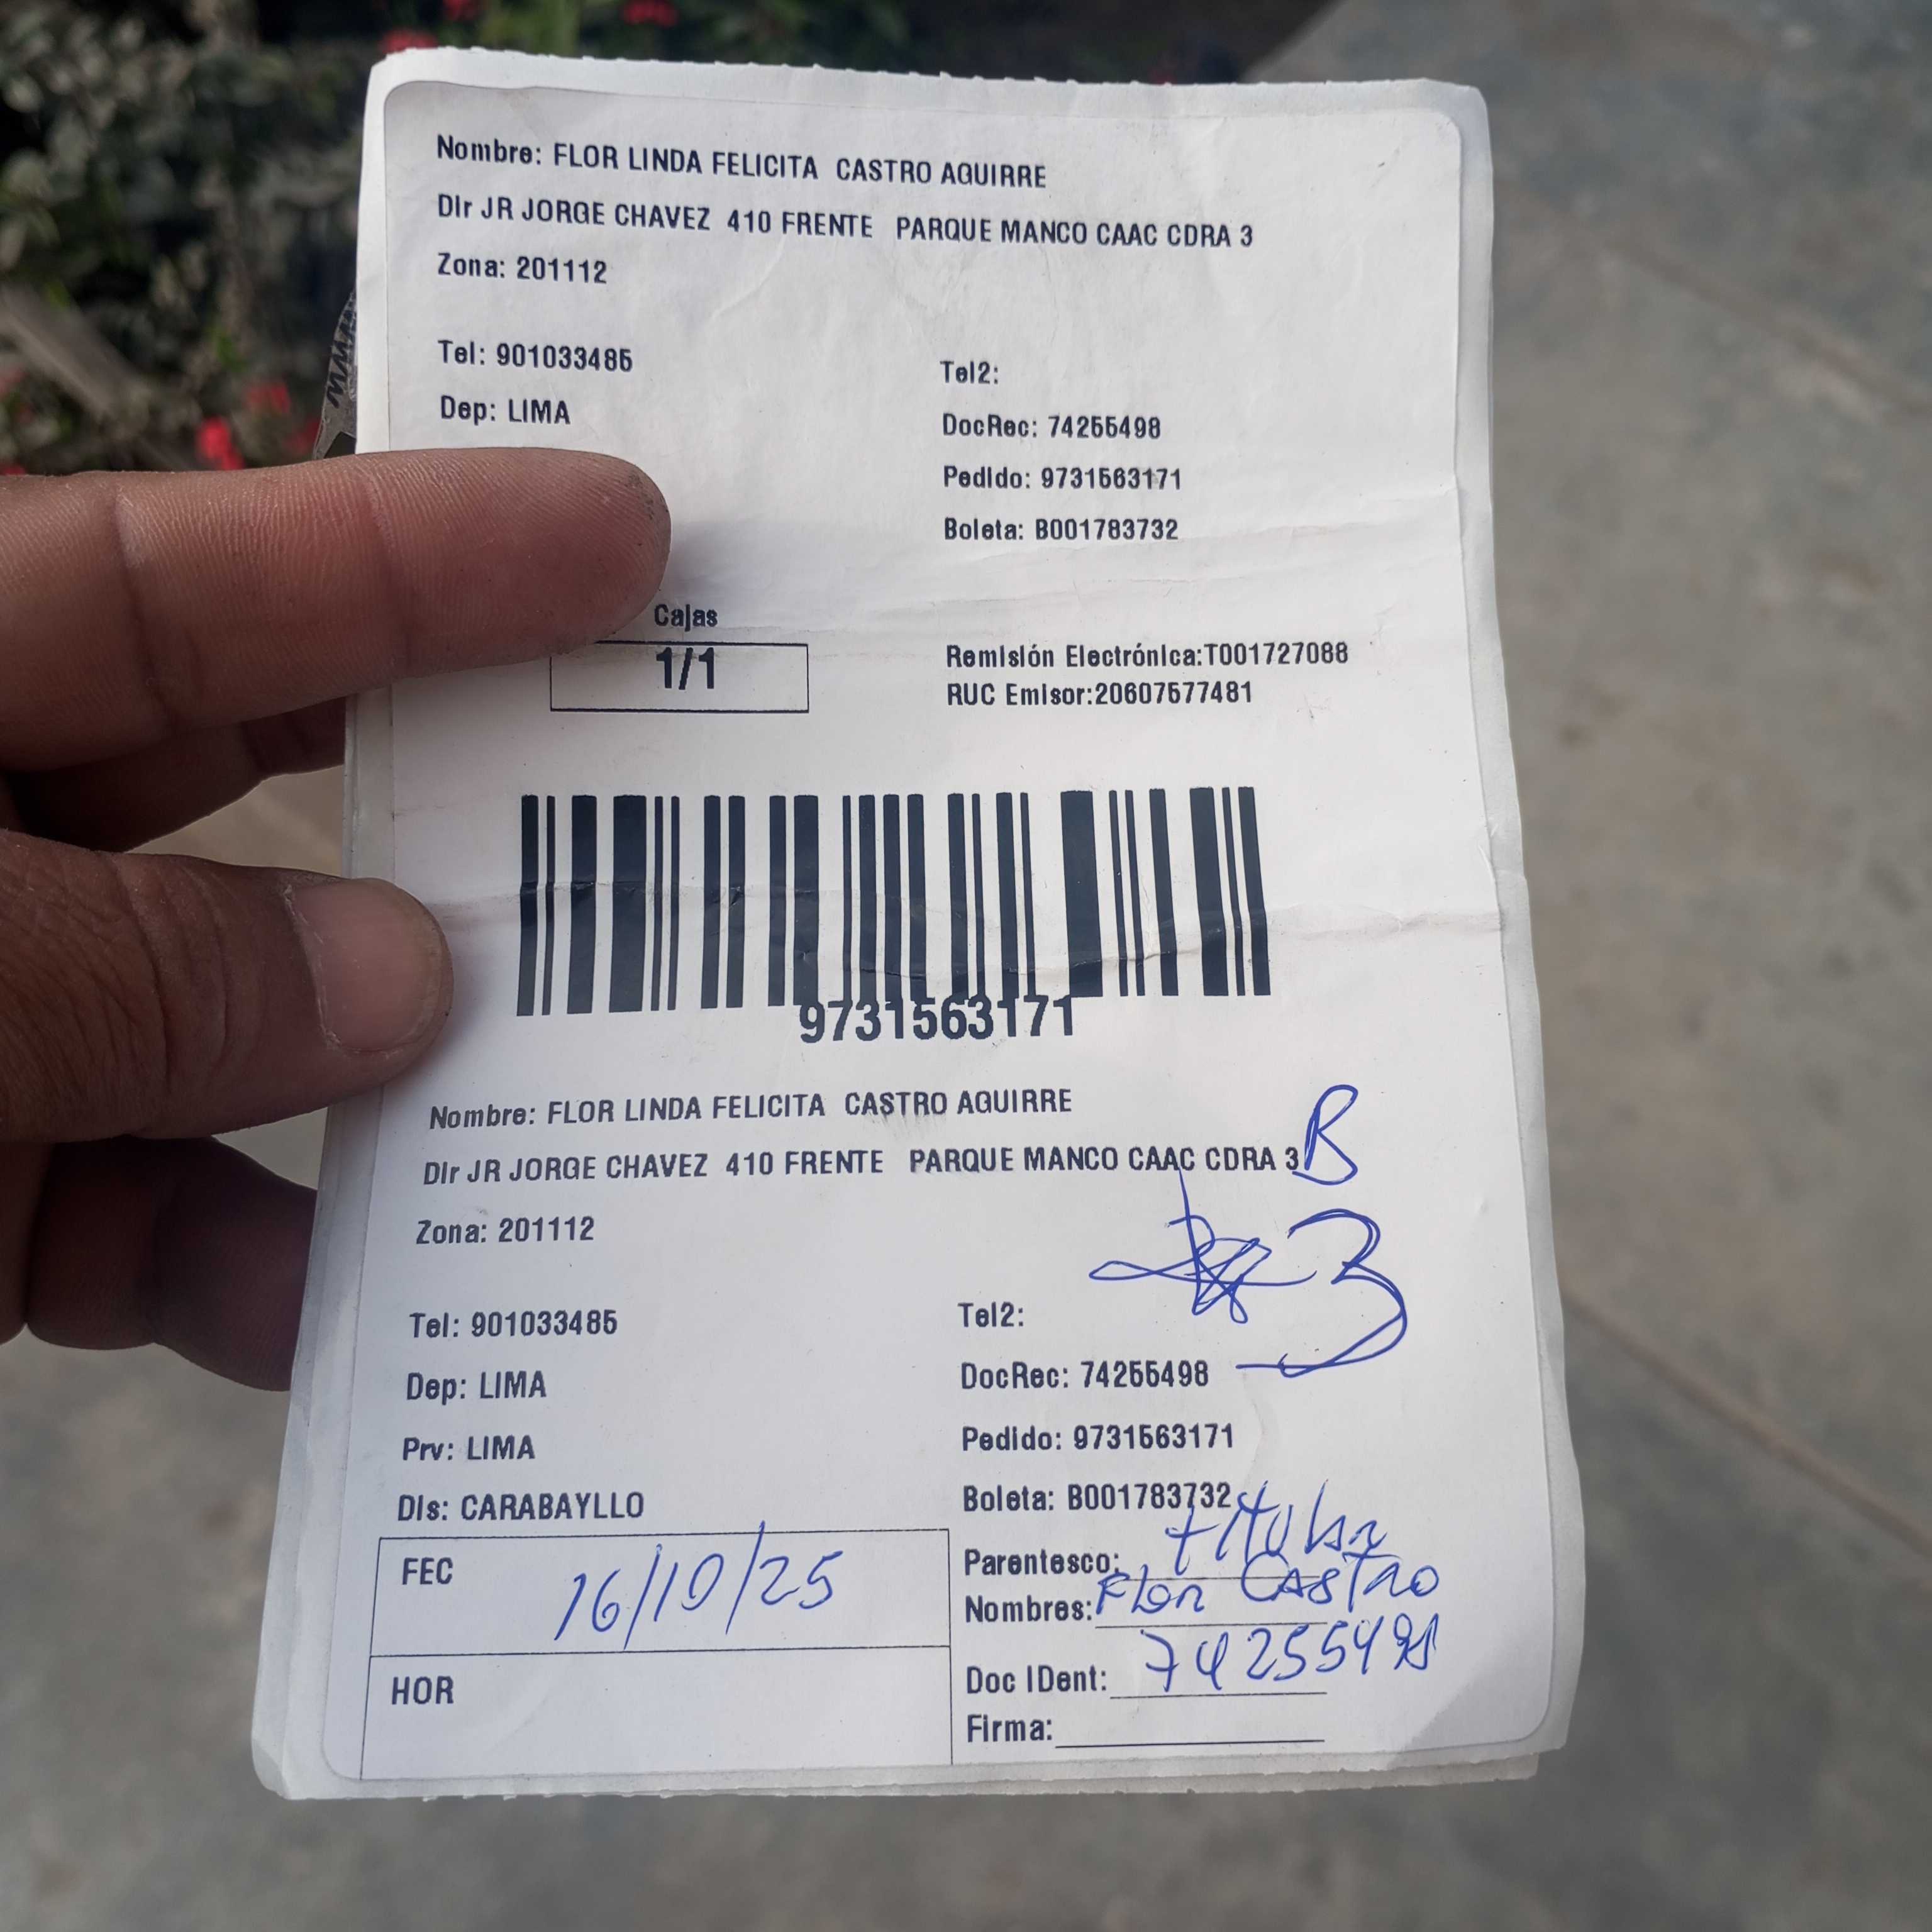 Nombre: FLOR LINDA FELICITA CASTRO AGUIRRE
Dir JR JORGE CHAVEZ 410 FRENTE PARQUE MANCO CAAC CDRA 3
Zona: 201112
Tel: 901033485
Tel2:
Dep: LIMA
DocRec: 74255498
Pedido: 9731563171
Boleta: B001783732
Cajas
1/1
Remisión Electrónica:T001727088
RUC Emisor:20607577481
9731563171
Nombre: FLOR LINDA FELICITA CASTRO AGUIRRE
Dir JR JORGE CHAVEZ 410 FRENTE PARQUE MANCO CAAC CDRA 3
Zona: 201112
Tel: 901033485
Tel2:
Dep: LIMA
DocRec: 74255498
Prv: LIMA
Pedido: 9731563171
Dis: CARABAYLLO
Boleta: B001783732
FEC 16/10/25
Parentesco: titular
Nombres: Flor Castro
HOR
Doc IDent: 74255498
Firma: